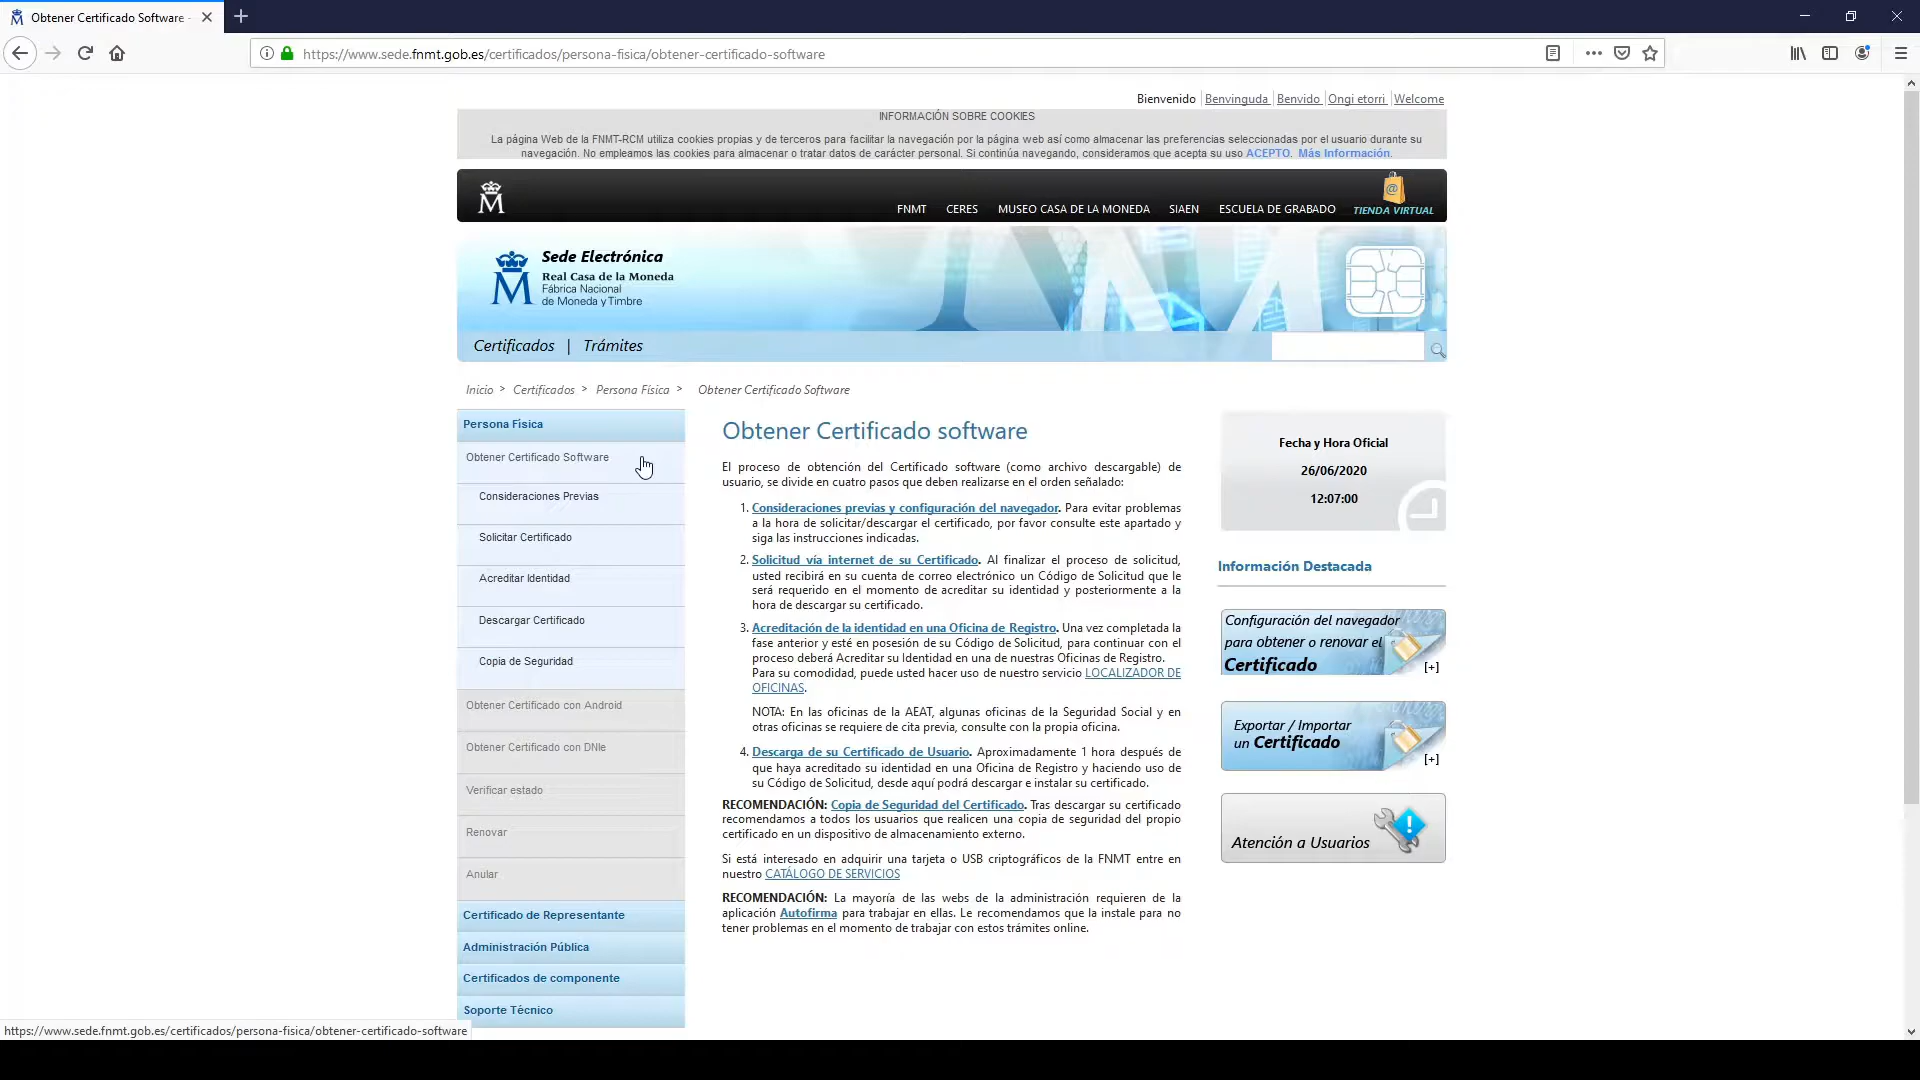 Obtener Certificado Software -
https://www.sede.fnmt.gob.es/certificados/persona-fisica/obtener-certificado-software
Bienvenido Benvinguda Benvido Ongi etorri Welcome
INFORMACIÓN SOBRE COOKIES
La página Web de la FNMT-RCM utiliza cookies propias y de terceros para facilitar la navegación por la página web así como almacenar las preferencias seleccionadas por el usuario durante su
navegación. No empleamos las cookies para almacenar o tratar datos de carácter personal. Si continúa navegando, consideramos que acepta su uso ACEPTO. Más Información.
FNMT CERES MUSEO CASA DE LA MONEDA SIAEN ESCUELA DE GRABADO TIENDA VIRTUAL
Sede Electrónica
Real Casa de la Moneda
Fábrica Nacional
de Moneda y Timbre
Certificados | Trámites
Inicio > Certificados > Persona Física > Obtener Certificado Software
Persona Física
Obtener Certificado Software
Consideraciones Previas
Solicitar Certificado
Acreditar Identidad
Descargar Certificado
Copia de Seguridad
Obtener Certificado con Android
Obtener Certificado con DNIe
Verificar estado
Renovar
Anular
Certificado de Representante
Administración Pública
Certificados de componente
Soporte Técnico
Obtener Certificado software
El proceso de obtención del Certificado software (como archivo descargable) de
usuario, se divide en cuatro pasos que deben realizarse en el orden señalado:
1. Consideraciones previas y configuración del navegador. Para evitar problemas
a la hora de solicitar/descargar el certificado, por favor consulte este apartado y
siga las instrucciones indicadas.
2. Solicitud vía internet de su Certificado. Al finalizar el proceso de solicitud,
usted recibirá en su cuenta de correo electrónico un Código de Solicitud que le
será requerido en el momento de acreditar su identidad y posteriormente a la
hora de descargar su certificado.
3. Acreditación de la identidad en una Oficina de Registro. Una vez completada la
fase anterior y esté en posesión de su Código de Solicitud, para continuar con el
proceso deberá Acreditar su Identidad en una de nuestras Oficinas de Registro.
Para su comodidad, puede usted hacer uso de nuestro servicio LOCALIZADOR DE
OFICINAS.
NOTA: En las oficinas de la AEAT, algunas oficinas de la Seguridad Social y en
otras oficinas se requiere de cita previa, consulte con la propia oficina.
4. Descarga de su Certificado de Usuario. Aproximadamente 1 hora después de
que haya acreditado su identidad en una Oficina de Registro y haciendo uso de
su Código de Solicitud, desde aquí podrá descargar e instalar su certificado.
RECOMENDACIÓN: Copia de Seguridad del Certificado. Tras descargar su certificado
recomendamos a todos los usuarios que realicen una copia de seguridad del propio
certificado en un dispositivo de almacenamiento externo.
Si está interesado en adquirir una tarjeta o USB criptográficos de la FNMT entre en
nuestro CATÁLOGO DE SERVICIOS
RECOMENDACIÓN: La mayoría de las webs de la administración requieren de la
aplicación Autofirma para trabajar en ellas. Le recomendamos que la instale para no
tener problemas en el momento de trabajar con estos trámites online.
Fecha y Hora Oficial
26/06/2020
12:07:00
Información Destacada
Configuración del navegador
para obtener o renovar el
Certificado
[+]
Exportar / Importar
un Certificado
[+]
Atención a Usuarios
https://www.sede.fnmt.gob.es/certificados/persona-fisica/obtener-certificado-software